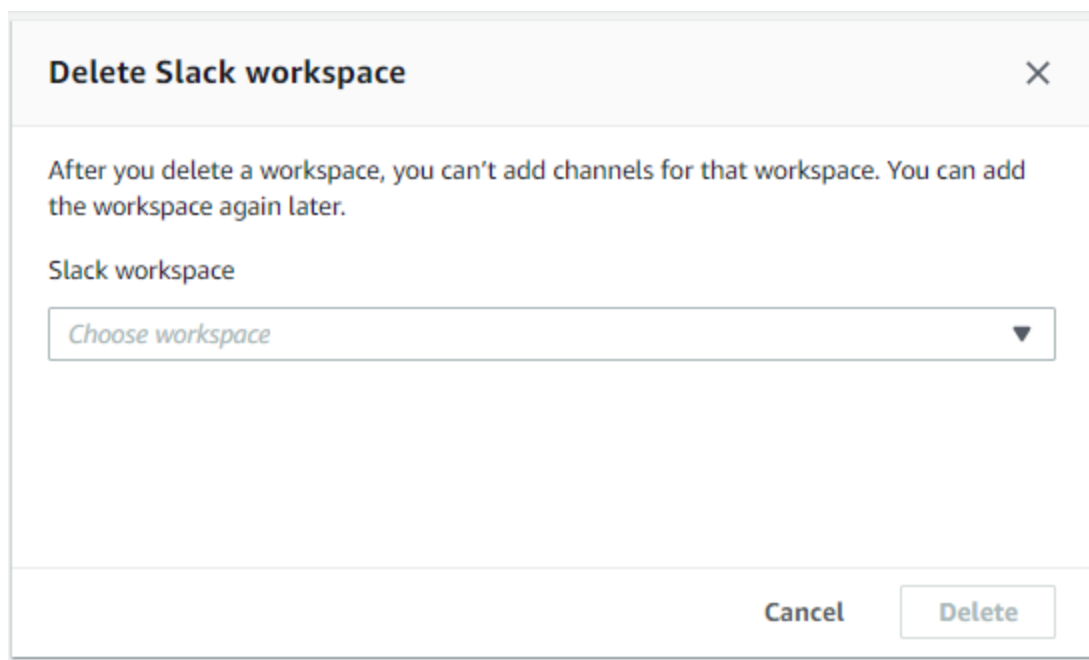 Delete Slack workspace
After you delete a workspace, you can’t add channels for that workspace. You can add
the workspace again later.
Slack workspace
Choose workspace
Cancel
Delete